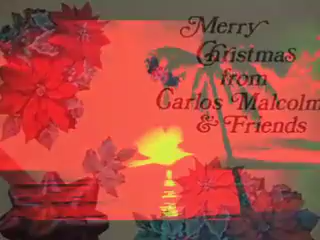 Merry
Christmas
from
Carlos Malcolm
& Friends